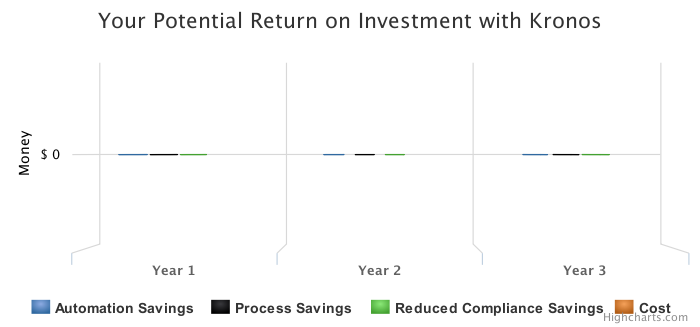 Your Potential Return on Investment with Kronos
Money
$ 0
Year 1 Year 2 Year 3
Automation Savings Process Savings Reduced Compliance Savings Cost
Highcharts.com